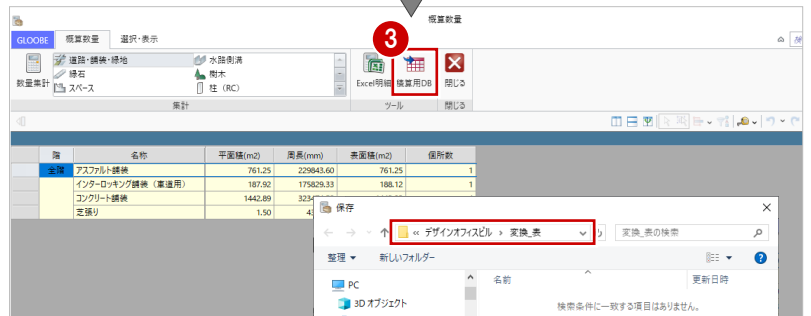 概算数量
GLOOBE 概算数量 選択・表示
3
数量集計
道路・舗装・緑地 水路側溝
縁石 樹木
スペース 柱（RC）
Excel明細 積算用DB 閉じる
集計 ツール 閉じる
階 名称 平面積(m2) 周長(mm) 表面積(m2) 個所数
全階 アスファルト舗装 761.25 229843.60 761.25 1
インターロッキング舗装（車道用） 187.92 175829.33 188.12 1
コンクリート舗装 1442.89
芝張り 1.50
保存
« デザインオフィスビル › 変換_表 変換_表の検索
整理 新しいフォルダー
PC 名前 更新日時
3D オブジェクト 検索条件に一致する項目はありません。